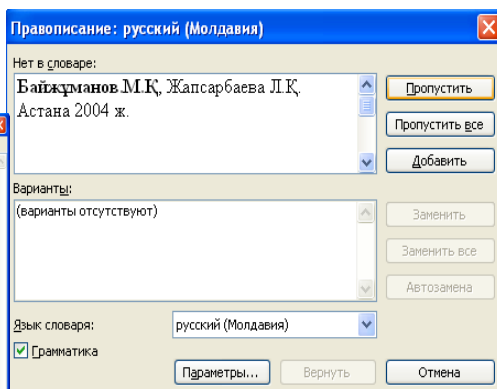 Правописание: русский (Молдавия)
Нет в словаре:
Байжұманов.М.Қ, Жапсарбаева Л.Қ.
Астана 2004 ж.
Пропустить
Пропустить все
Добавить
Варианты:
(варианты отсутствуют)
Заменить
Заменить все
Автозамена
Язык словаря:
русский (Молдавия)
Грамматика
Параметры...
Вернуть
Отмена